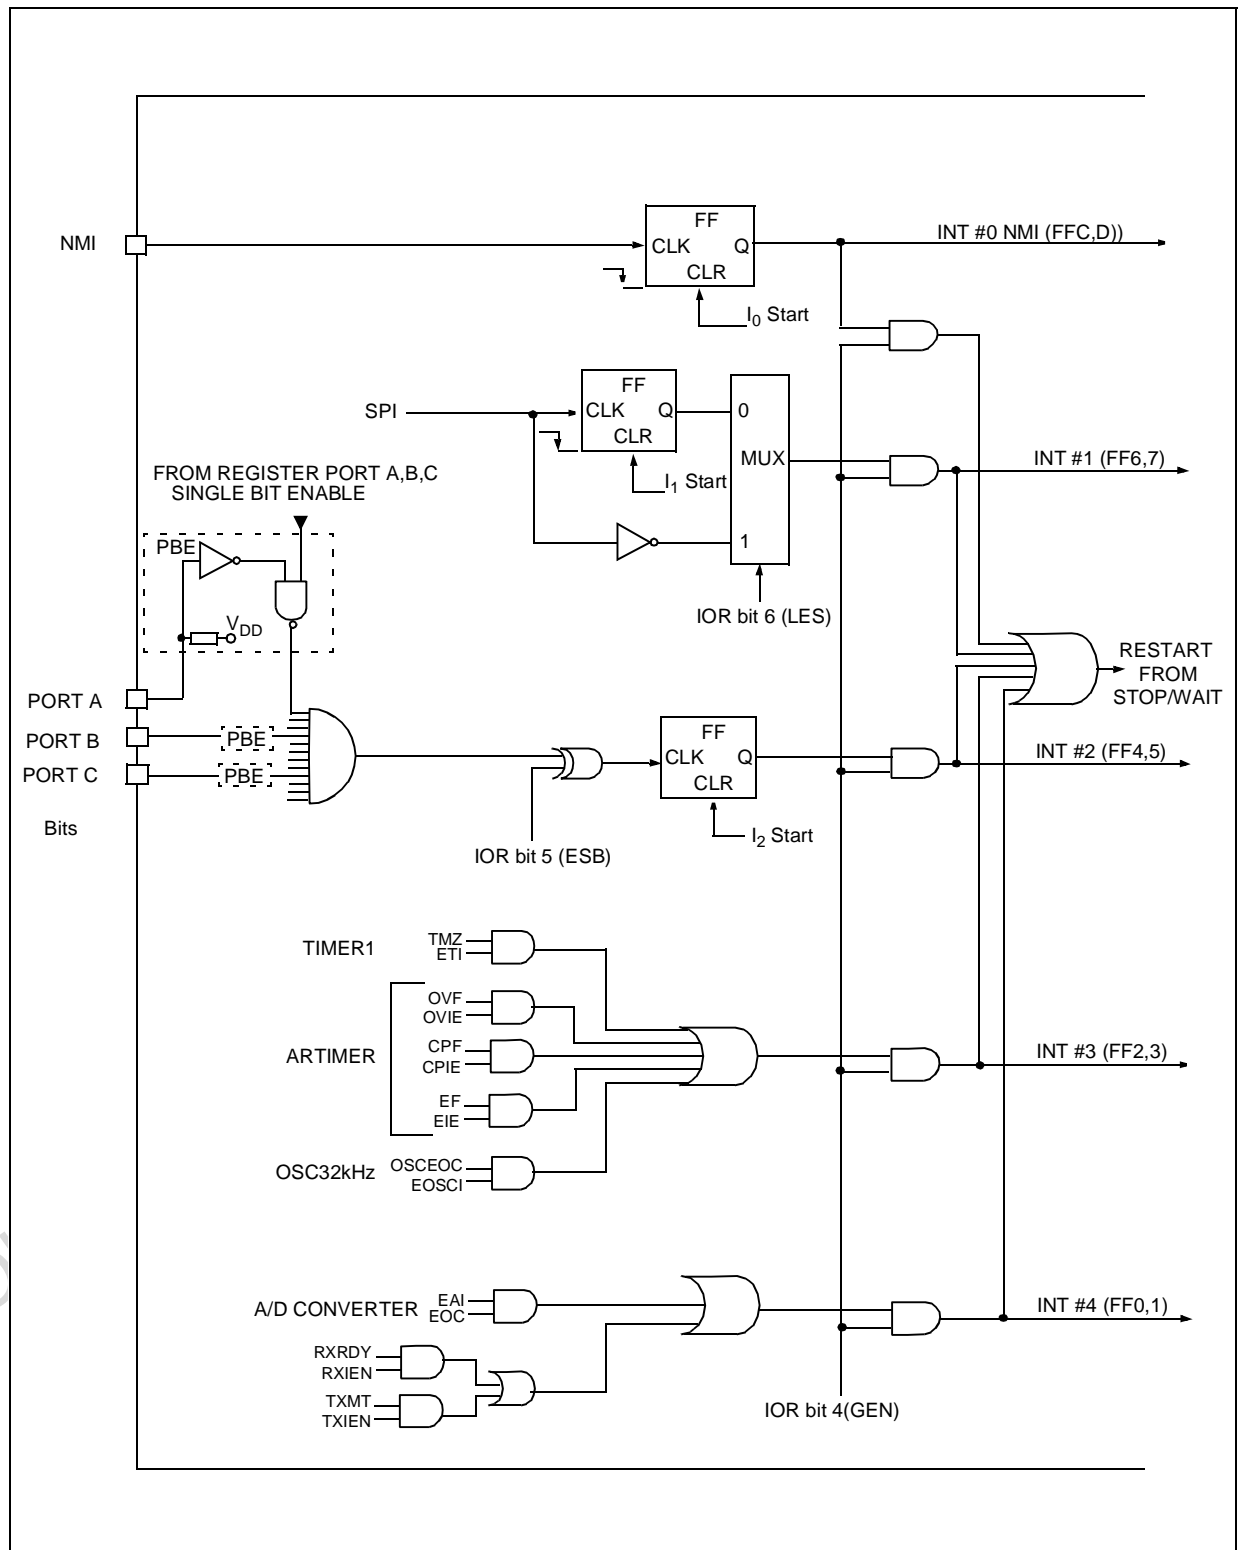 FF
NMI
CLK
Q
CLR
INT #0 NMI (FFC,D))
I0 Start
FF
SPI
CLK
Q
0
CLR
MUX
INT #1 (FF6,7)
I1 Start
FROM REGISTER PORT A,B,C
SINGLE BIT ENABLE
PBE
1
IOR bit 6 (LES)
VDD
RESTART
FROM
STOP/WAIT
PORT A
PORT B
PBE
PORT C
PBE
Bits
FF
CLK
Q
CLR
INT #2 (FF4,5)
I2 Start
IOR bit 5 (ESB)
TIMER1
TMZ
ETI
ARTIMER
OVF
OVIE
CPF
CPIE
EF
EIE
INT #3 (FF2,3)
OSC32kHz
OSCEOC
EOSCI
A/D CONVERTER
EAI
EOC
INT #4 (FF0,1)
RXRDY
RXIEN
TXMT
TXIEN
IOR bit 4(GEN)